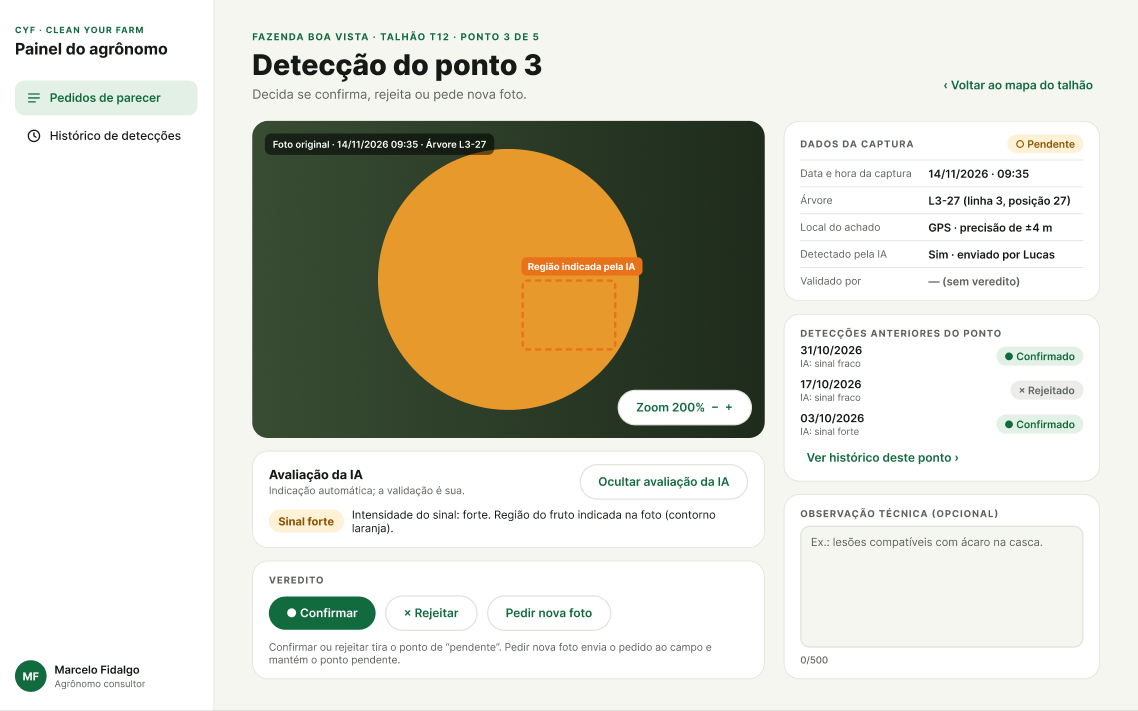 CYF · CLEAN YOUR FARM
Painel do agrônomo
Pedidos de parecer
Histórico de detecções
MF
Marcelo Fidalgo
Agrônomo consultor
FAZENDA BOA VISTA · TALHÃO T12 · PONTO 3 DE 5
Detecção do ponto 3
Decida se confirma, rejeita ou pede nova foto.
‹ Voltar ao mapa do talhão
Foto original · 14/11/2026 09:35 · Árvore L3-27
Região indicada pela IA
Zoom 200% − +
Avaliação da IA
Indicação automática; a validação é sua.
Ocultar avaliação da IA
Sinal forte
Intensidade do sinal: forte. Região do fruto indicada na foto (contorno
laranja).
VEREDITO
Confirmar
× Rejeitar
Pedir nova foto
Confirmar ou rejeitar tira o ponto de “pendente”. Pedir nova foto envia o pedido ao campo e
mantém o ponto pendente.
DADOS DA CAPTURA
Pendente
Data e hora da captura 14/11/2026 · 09:35
Árvore L3-27 (linha 3, posição 27)
Local do achado GPS · precisão de ±4 m
Detectado pela IA Sim · enviado por Lucas
Validado por — (sem veredito)
DETECÇÕES ANTERIORES DO PONTO
31/10/2026
IA: sinal fraco
Confirmado
17/10/2026
IA: sinal fraco
× Rejeitado
03/10/2026
IA: sinal forte
Confirmado
Ver histórico deste ponto ›
OBSERVAÇÃO TÉCNICA (OPCIONAL)
Ex.: lesões compatíveis com ácaro na casca.
0/500